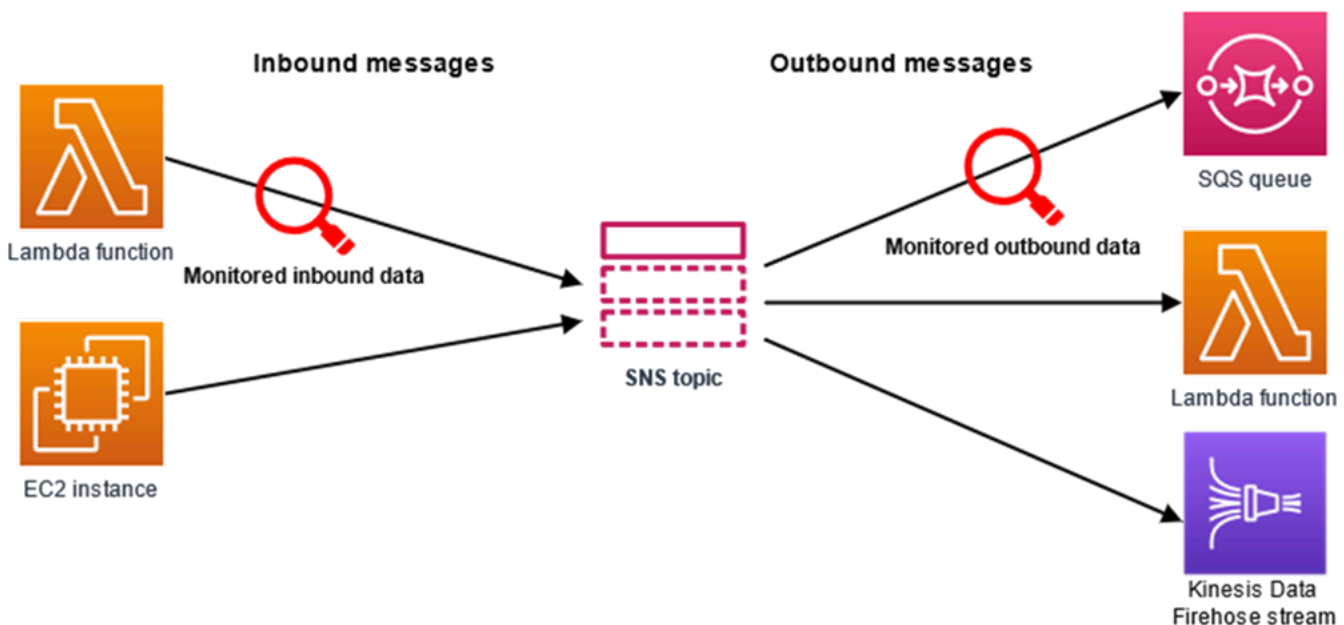 Inbound messages
Outbound messages
Lambda function
Monitored inbound data
EC2 instance
SNS topic
Monitored outbound data
SQS queue
Lambda function
Kinesis Data
Firehose stream